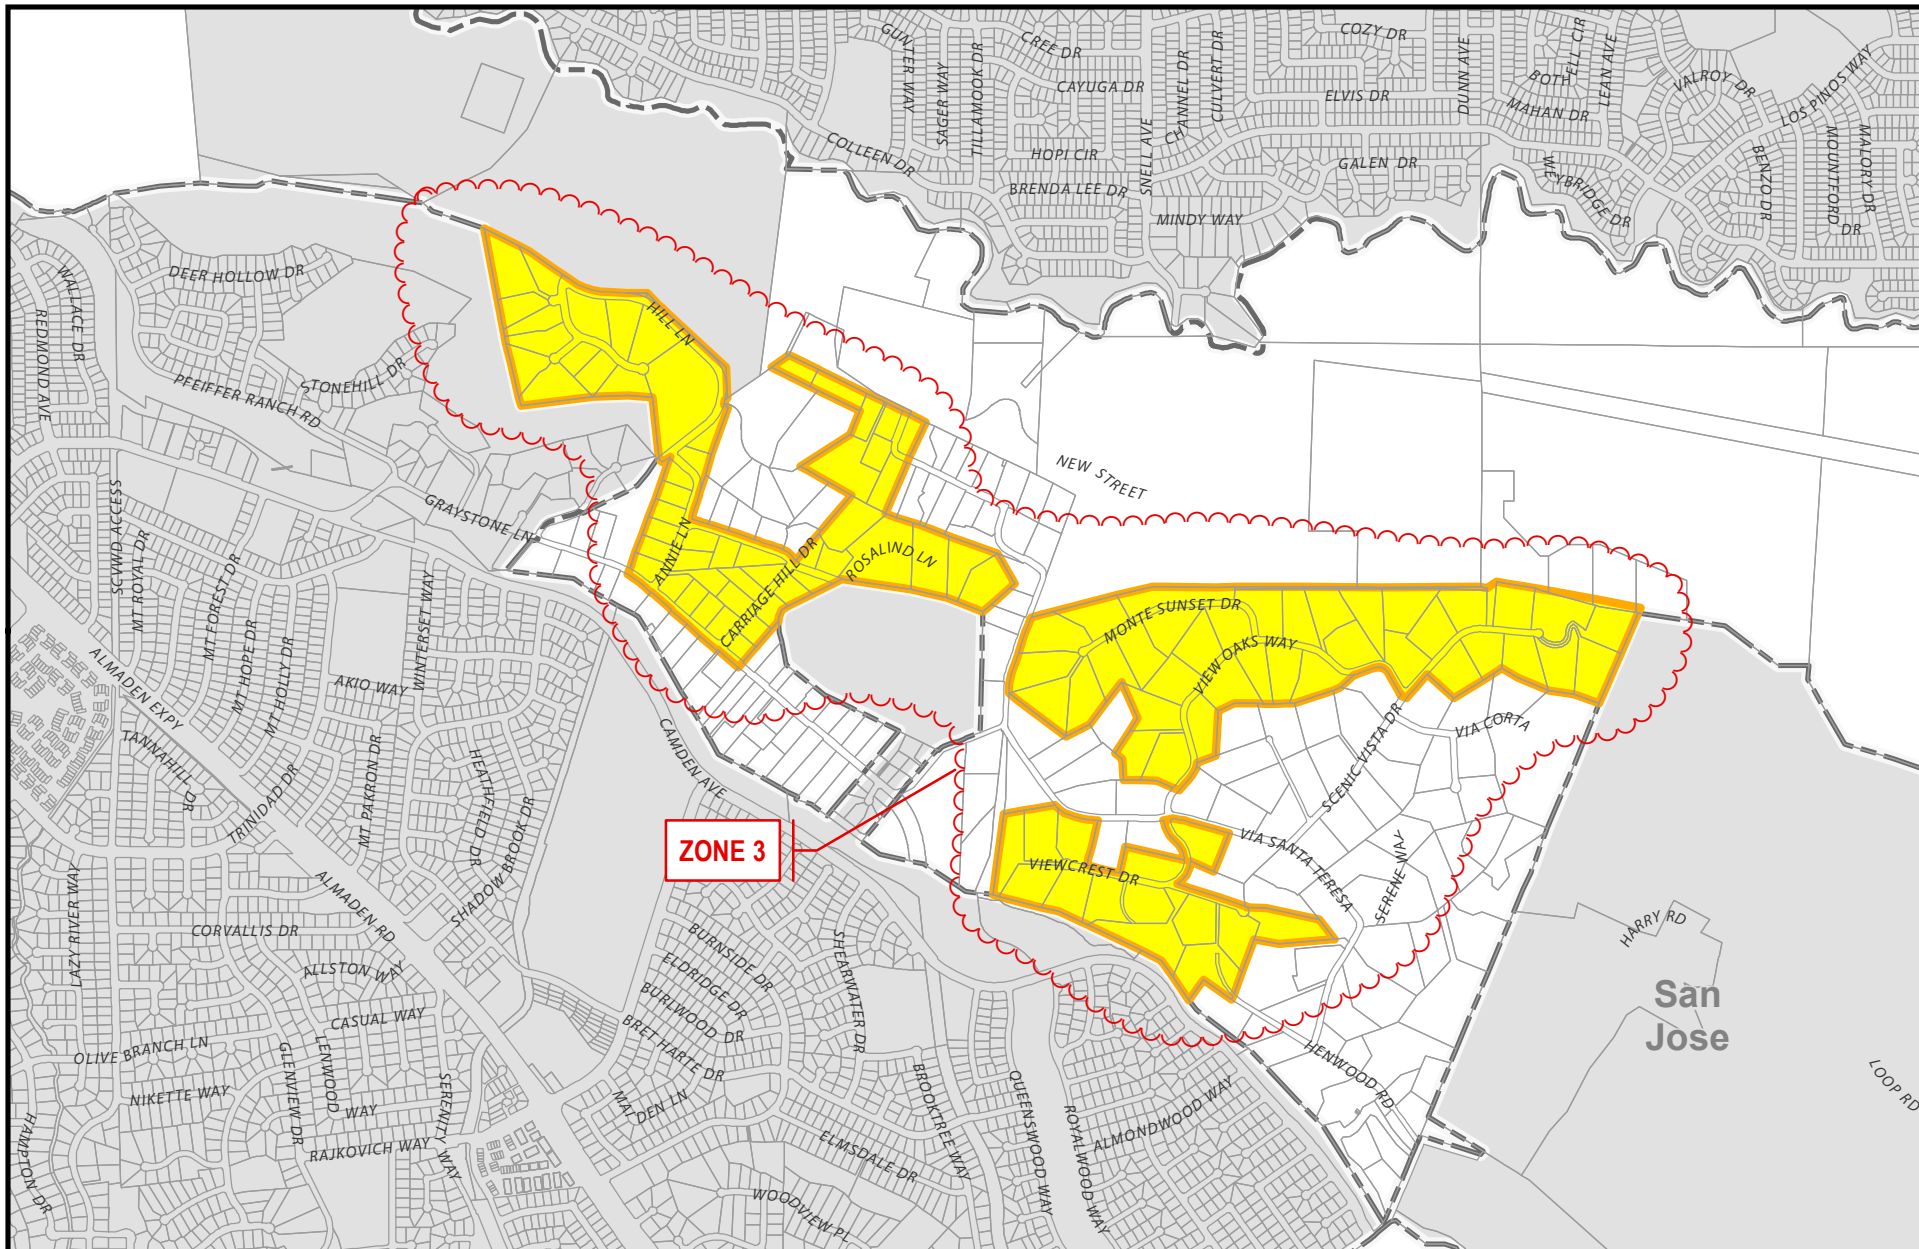 GUNTER WAY
SAGER WAY
TILLAMOOK DR
CREE DR
CAYUGA DR
CHANNEL DR
CULVERT DR
COZY DR
ELVIS DR
DUNN AVE
BOTH
ELL CIR
LEAN AVE
MAHAN DR
VALROY DR
LOS PINOS WAY
COLLEEN DR
HOPI CIR
BRENDA LEE DR
SNELL AVE
MINDY WAY
GALEN DR
WEYBRIDGE DR
BENZO DR
MOUNTFORD DR
MALORY DR
WALLACE DR
REDMOND AVE
DEER HOLLOW DR
STONEHILL DR
PFEIFFER RANCH RD
HILL LN
GRAYSTONE LN
NEW STREET
SCVWD ACCESS
MT ROYAL DR
MT FOREST DR
MT HOPE DR
MT HOLLY DR
WINTERSET WAY
AKIO WAY
ANNIE LN
CARRIAGE HILL DR
ROSALIND LN
MONTE SUNSET DR
VIEW OAKS WAY
VIA CORTA
SCENIC VISTA DR
ALMADEN EXPY
TANNAHILL DR
TRINIDAD DR
MT PAKRON DR
HEATHFIELD DR
SHADOW BROOK DR
CAMDEN AVE
ZONE 3
VIEWCREST DR
VIA SANTA TERESA
SERENE WAY
HARRY RD
San
Jose
LOOP RD
LAZY RIVER WAY
CORVALLIS DR
ALMADEN RD
ALLSTON WAY
CASUAL WAY
OLIVE BRANCH LN
NIKETTE WAY
GLENVIEW DR
LENWOOD WAY
RAJKOVICH WAY
SERENITY WAY
HAMPTON DR
BURNSIDE DR
ELDRIDGE DR
BURLWOOD DR
BRET HARTE DR
MALDEN LN
SHEARWATER DR
ELMSDALE DR
BROOKTREE WAY
WOODVIEW PL
QUEENSWOOD WAY
ROYALWOOD WAY
ALMONDWOOD WAY
HENWOOD RD